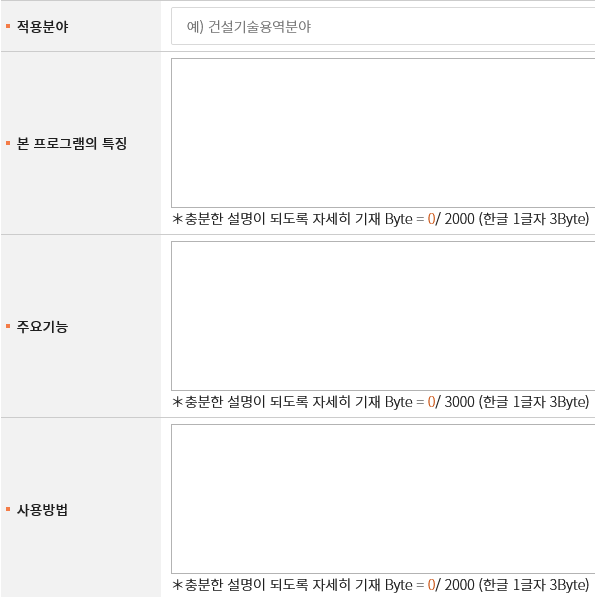 적용분야
예) 건설기술용역분야
본 프로그램의 특징
*충분한 설명이 되도록 자세히 기재 Byte = 0/ 2000 (한글 1글자 3Byte)
주요기능
*충분한 설명이 되도록 자세히 기재 Byte = 0/ 3000 (한글 1글자 3Byte)
사용방법
*충분한 설명이 되도록 자세히 기재 Byte = 0/ 2000 (한글 1글자 3Byte)